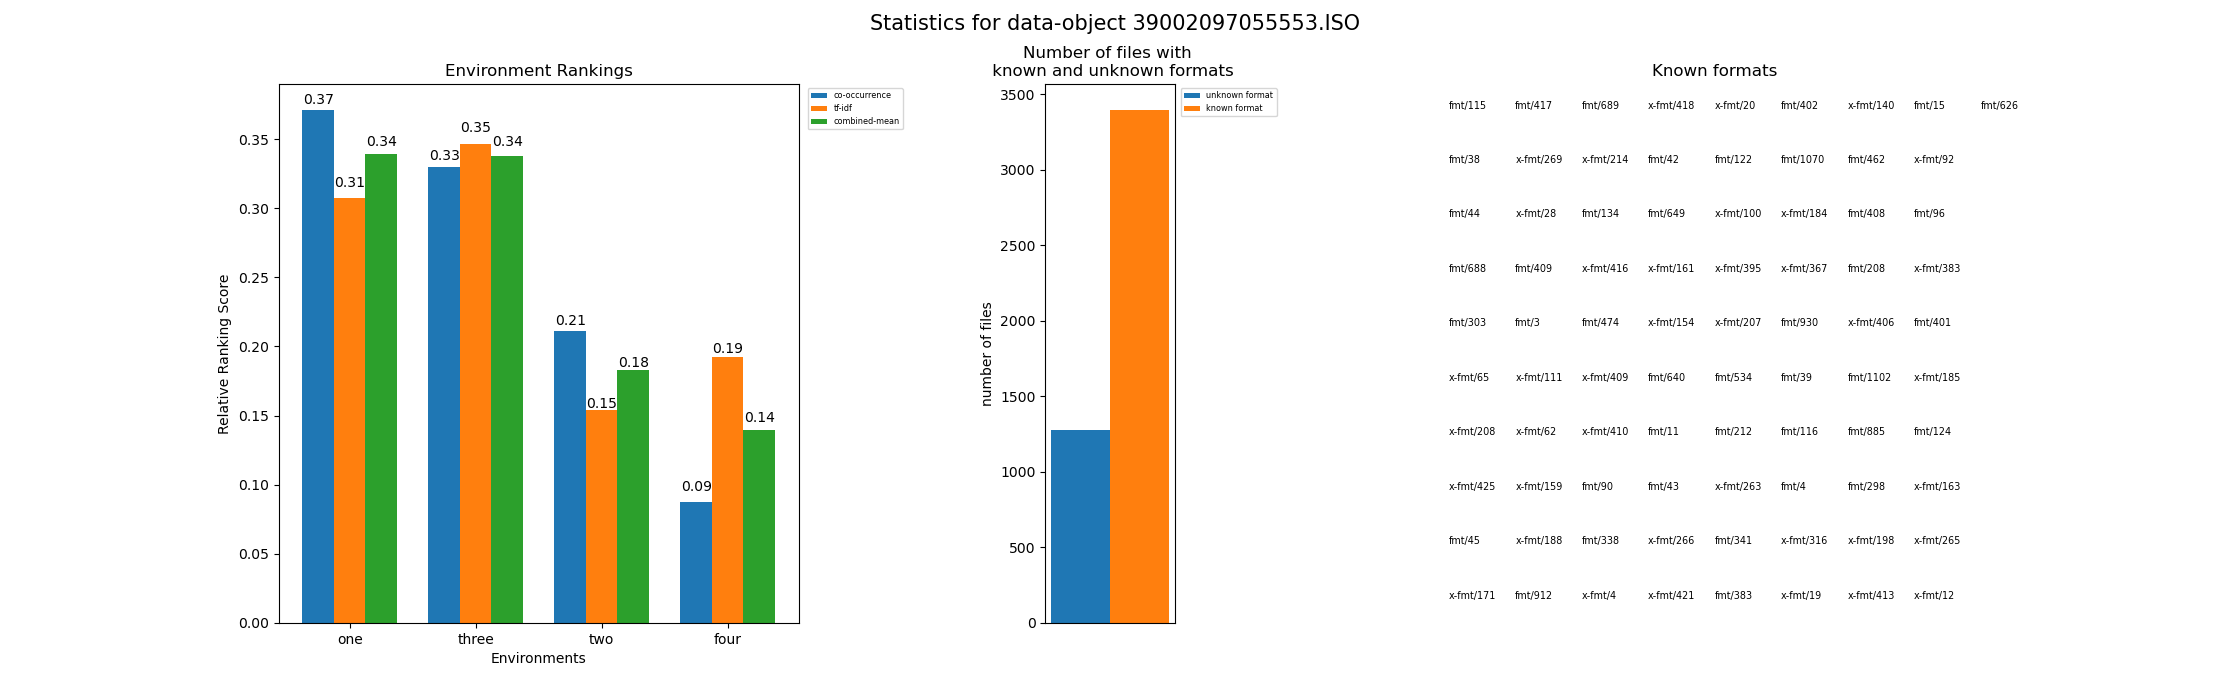 Statistics for data-object 39002097055553.ISO
Environment Rankings
0.37
0.31
0.34
0.33
0.35
0.34
0.21
0.15
0.18
0.09
0.19
0.14
0.35
0.30
0.25
0.20
0.15
0.10
0.05
0.00
Relative Ranking Score
one three two four
Environments
co-occurrence
tf-idf
combined-mean
Number of files with
known and unknown formats
3500
3000
2500
2000
1500
1000
500
0
number of files
unknown format
known format
Known formats
fmt/115 fmt/417 fmt/689 x-fmt/418 x-fmt/20 fmt/402 x-fmt/140 fmt/15 fmt/626
fmt/38 x-fmt/269 x-fmt/214 fmt/42 fmt/122 fmt/1070 fmt/462 x-fmt/92
fmt/44 x-fmt/28 fmt/134 fmt/649 x-fmt/100 x-fmt/184 fmt/408 fmt/96
fmt/688 fmt/409 x-fmt/416 x-fmt/161 x-fmt/395 x-fmt/367 fmt/208 x-fmt/383
fmt/303 fmt/3 fmt/474 x-fmt/154 x-fmt/207 fmt/930 x-fmt/406 fmt/401
x-fmt/65 x-fmt/111 x-fmt/409 fmt/640 fmt/534 fmt/39 fmt/1102 x-fmt/185
x-fmt/208 x-fmt/62 x-fmt/410 fmt/11 fmt/212 fmt/116 fmt/885 fmt/124
x-fmt/425 x-fmt/159 fmt/90 fmt/43 x-fmt/263 fmt/4 fmt/298 x-fmt/163
fmt/45 x-fmt/188 fmt/338 x-fmt/266 fmt/341 x-fmt/316 x-fmt/198 x-fmt/265
x-fmt/171 fmt/912 x-fmt/4 x-fmt/421 fmt/383 x-fmt/19 x-fmt/413 x-fmt/12